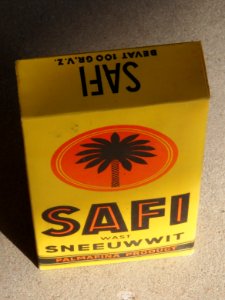 BEVAT 100 GR.V.Z.
SAFI
SAFI
WAST
SNEEUWWIT
PALMAFINA PRODUCT